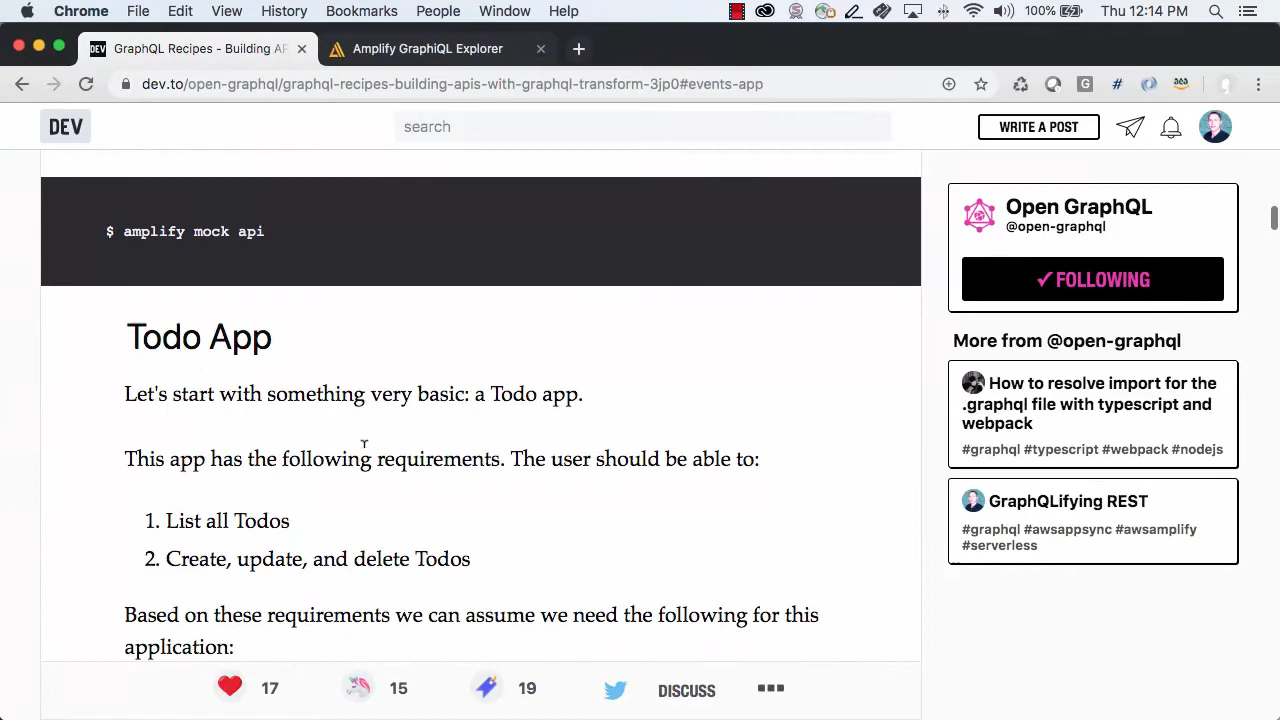 Chrome File Edit View History Bookmarks People Window Help 100% Thu 12:14 PM
DEV GraphQL Recipes - Building AP Amplify GraphiQL Explorer
dev.to/open-graphql/graphql-recipes-building-apis-with-graphql-transform-3jp0#events-app
DEV search WRITE A POST
$ amplify mock api
Todo App
Let's start with something very basic: a Todo app.
This app has the following requirements. The user should be able to:
1. List all Todos
2. Create, update, and delete Todos
Based on these requirements we can assume we need the following for this
application:
17 15 19 DISCUSS
Open GraphQL
@open-graphql
✓ FOLLOWING
More from @open-graphql
How to resolve import for the
.graphql file with typescript and
webpack
#graphql #typescript #webpack #nodejs
GraphQLifying REST
#graphql #awsappsync #awsamplify
#serverless